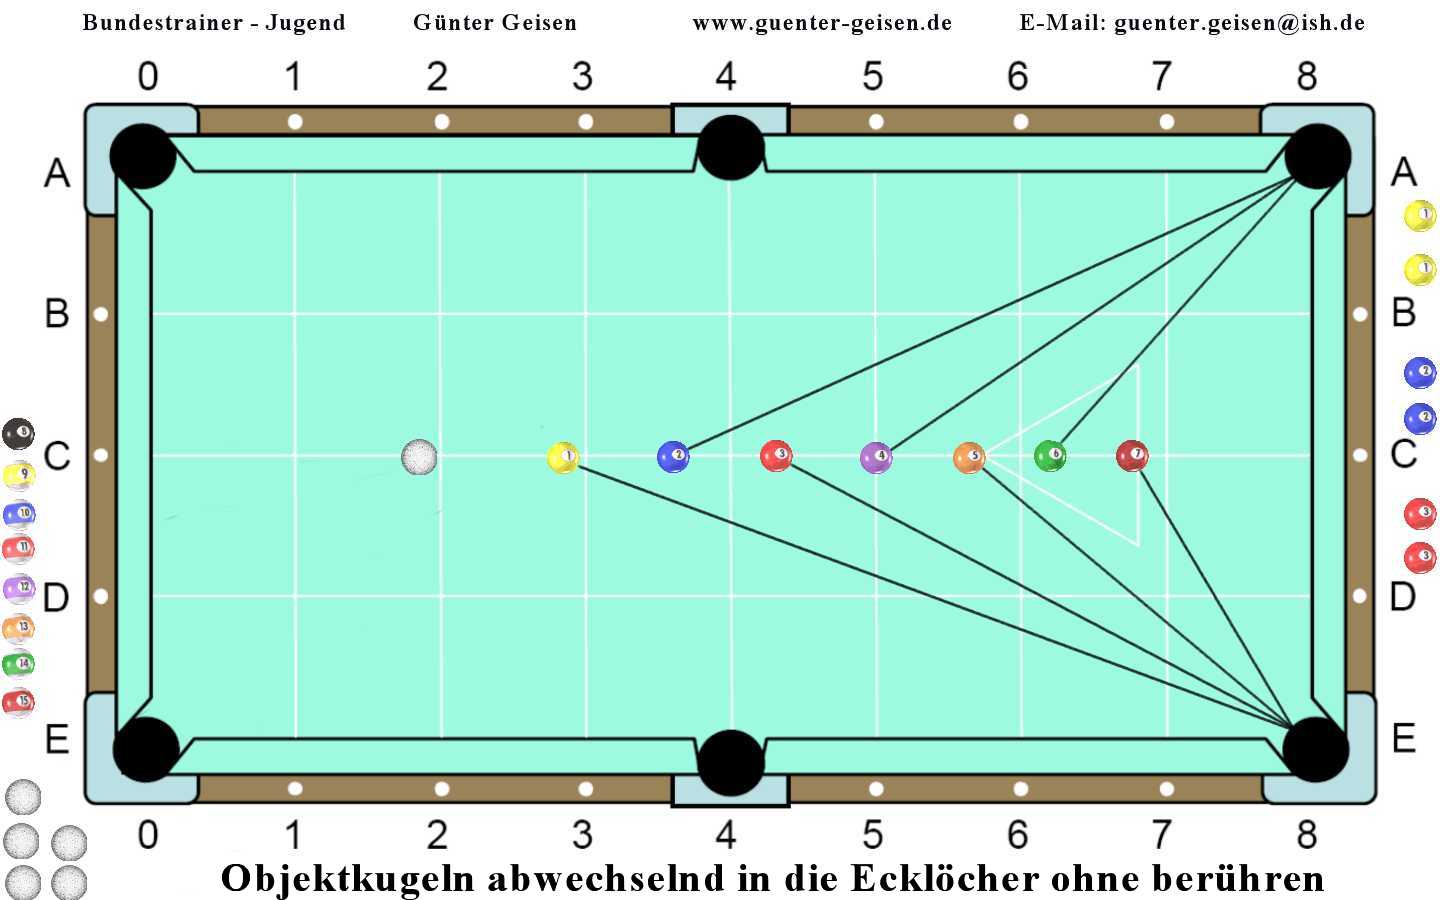 Bundestrainer - Jugend Günter Geisen www.guenter-geisen.de E-Mail: guenter.geisen@ish.de
0 1 2 3 4 5 6 7 8
A A
1
1
B B
2
2
8
C 1 2 3 4 5 6 7 C
9
10 3
11 3
12
D D
13
14
15
E E
0 1 2 3 4 5 6 7 8
Objektkugeln abwechselnd in die Ecklöcher ohne berühren